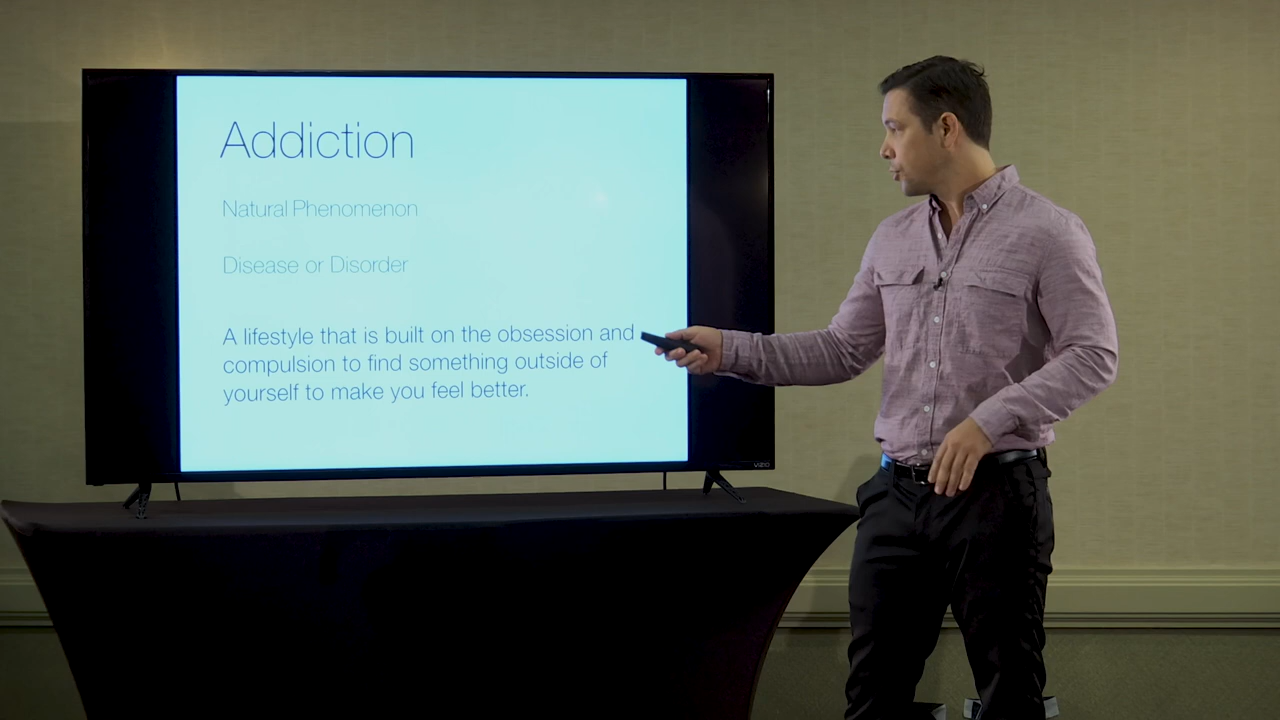 Addiction
Natural Phenomenon
Disease or Disorder
A lifestyle that is built on the obsession and
compulsion to find something outside of
yourself to make you feel better.
VIZIO